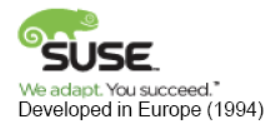 SUSE
We adapt. You succeed.™
Developed in Europe (1994)